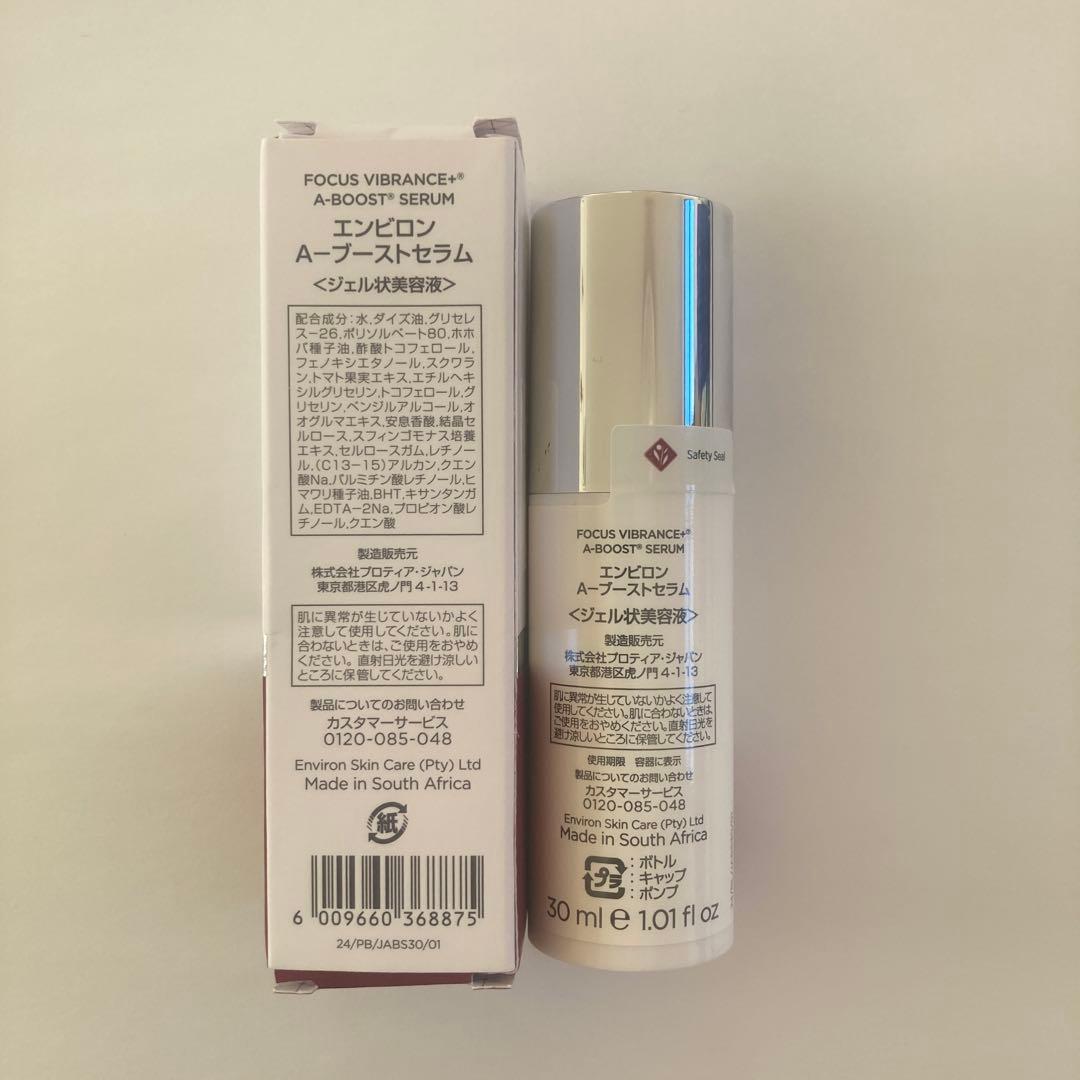 FOCUS VIBRANCE+®
A-BOOST® SERUM
エンビロン
A−ブーストセラム
<ジェル状美容液>
配合成分：水,ダイズ油,グリセレ
ス−26,ポリソルベート80,ホホ
バ種子油,酢酸トコフェロール,
フェノキシエタノール,スクワラ
ン,トマト果実エキス,エチルヘキ
シルグリセリン,トコフェロール,グ
リセリン,ベンジルアルコール,オ
オグルマエキス,安息香酸,結晶セ
ルロース,スフィンゴモナス培養
エキス,セルロースガム,レチノー
ル,(C13−15)アルカン,クエン
酸Na,パルミチン酸レチノール,ヒ
マワリ種子油,BHT,キサンタンガ
ム,EDTA−2Na,プロピオン酸レ
チノール,クエン酸
製造販売元
株式会社プロティア・ジャパン
東京都港区虎ノ門 4-1-13
肌に異常が生じていないかよく
注意して使用してください。肌に
合わないときは、ご使用をおやめ
ください。直射日光を避け涼しい
ところに保管してください。
製品についてのお問い合わせ
カスタマーサービス
0120-085-048
Environ Skin Care (Pty) Ltd
Made in South Africa
紙
6 009660 368875
24/PB/JABS30/01
Safety Seal
FOCUS VIBRANCE+®
A-BOOST® SERUM
エンビロン
A−ブーストセラム
<ジェル状美容液>
製造販売元
株式会社プロティア・ジャパン
東京都港区虎ノ門 4-1-13
肌に異常が生じていないかよく注意して
使用してください。肌に合わないときは、
ご使用をおやめください。直射日光を
避け涼しいところに保管してください。
使用期限 容器に表示
製品についてのお問い合わせ
カスタマーサービス
0120-085-048
Environ Skin Care (Pty) Ltd
Made in South Africa
プラ
：ボトル
：キャップ
：ポンプ
30 ml ℮ 1.01 fl oz